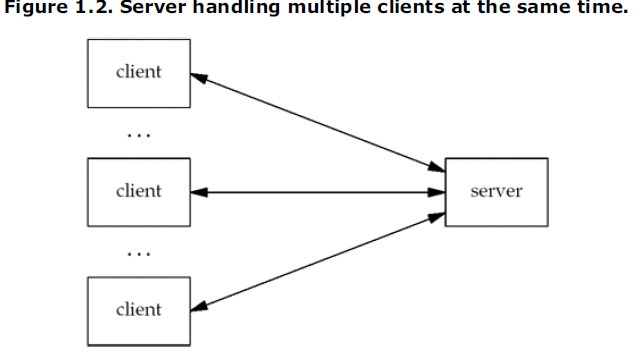 Figure 1.2. Server handling multiple clients at the same time.
client
...
client
server
...
client